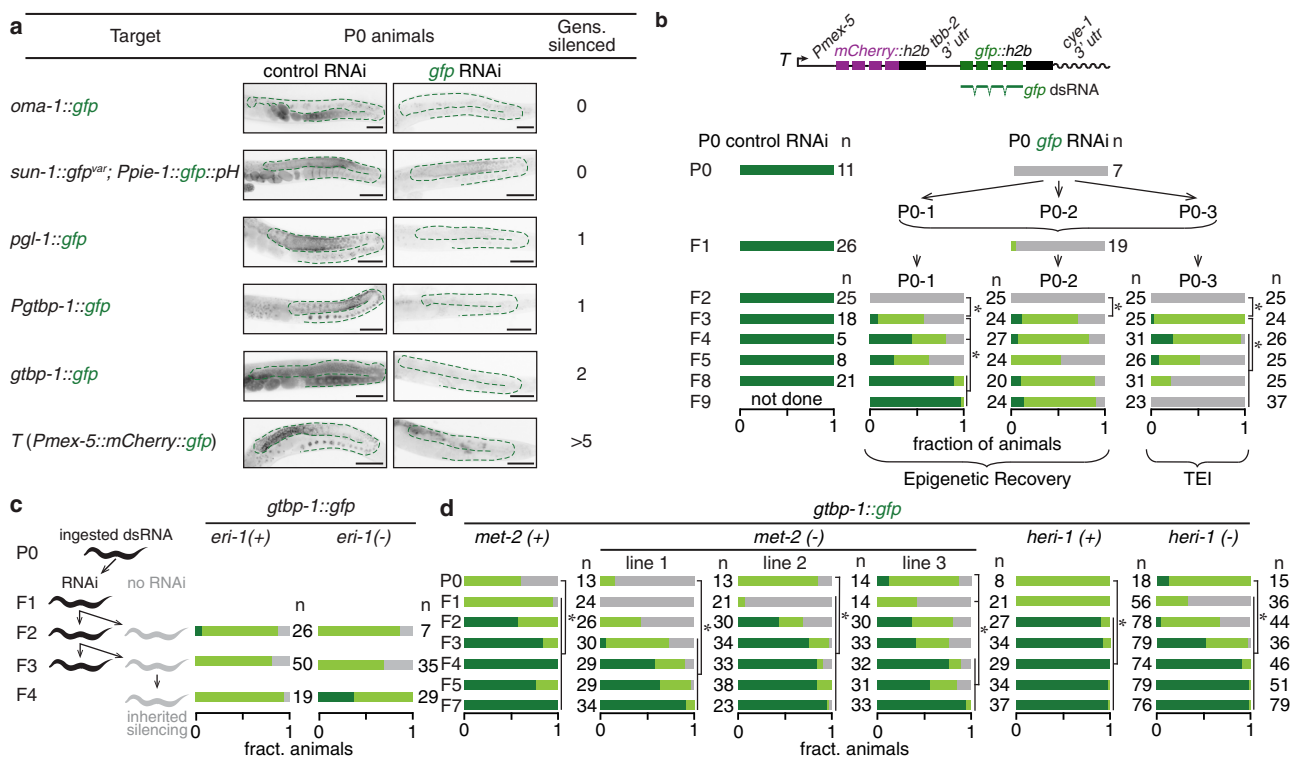 a
Target P0 animals Gens. silenced
control RNAi gfp RNAi
oma-1::gfp 0
sun-1::gfpvar; Ppie-1::gfp::pH 0
pgl-1::gfp 1
Pgtbp-1::gfp 1
gtbp-1::gfp 2
T (Pmex-5::mCherry::gfp) >5
b
T Pmex-5 mCherry::h2b tbb-2 3' utr gfp::h2b cye-1 3' utr
gfp dsRNA
P0 control RNAi n P0 gfp RNAi n
P0 11 7
P0-1 P0-2 P0-3
F1 26 19
n P0-1 n P0-2 n P0-3 n
F2 25 25 25 25
F3 18 24 25 24
F4 5 27 31 26
F5 8 24 26 25
F8 21 20 31 25
F9 not done 24 23 37
0 1 0 1 0 1 0 1
fraction of animals
Epigenetic Recovery TEI
* * * * *
c
gtbp-1::gfp
ingested dsRNA eri-1(+) eri-1(-)
P0
RNAi no RNAi
F1 n n
F2 26 7
F3 50 35
F4 19 29
inherited silencing
0 1 0 1
fract. animals
d
gtbp-1::gfp
met-2 (+) met-2 (-) heri-1 (+) heri-1 (-)
n line 1 n line 2 n line 3 n n n
P0 13 13 14 8 18 15
F1 24 21 14 21 56 36
F2 26 30 30 27 78 44
F3 30 34 33 34 79 36
F4 29 33 32 29 74 46
F5 29 38 31 34 79 51
F7 34 23 33 37 76 79
* * * * * *
0 1 0 1 0 1 0 1 0 1 0 1
fract. animals